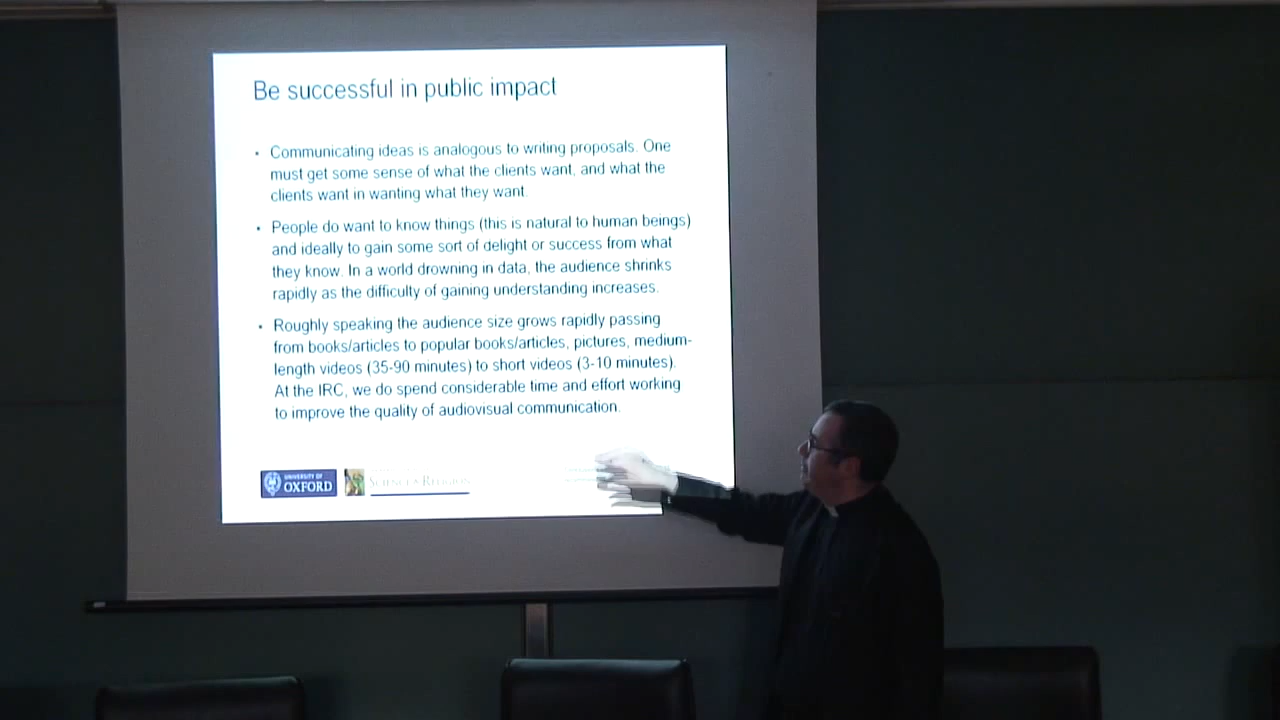 Be successful in public impact
• Communicating ideas is analogous to writing proposals. One
must get some sense of what the clients want, and what the
clients want in wanting what they want.
• People do want to know things (this is natural to human beings)
and ideally to gain some sort of delight or success from what
they know. In a world drowning in data, the audience shrinks
rapidly as the difficulty of gaining understanding increases.
• Roughly speaking the audience size grows rapidly passing
from books/articles to popular books/articles, pictures, medium-
length videos (35-90 minutes) to short videos (3-10 minutes).
At the IRC, we do spend considerable time and effort working
to improve the quality of audiovisual communication.
UNIVERSITY OF
OXFORD
SCIENCE & RELIGION